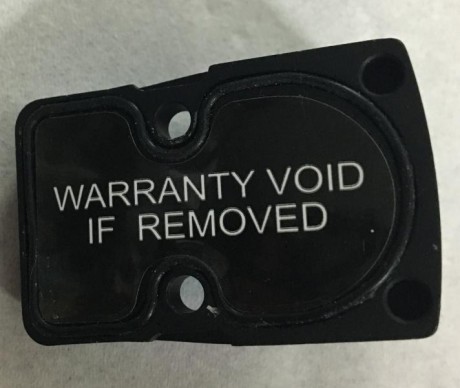 WARRANTY VOID
IF REMOVED